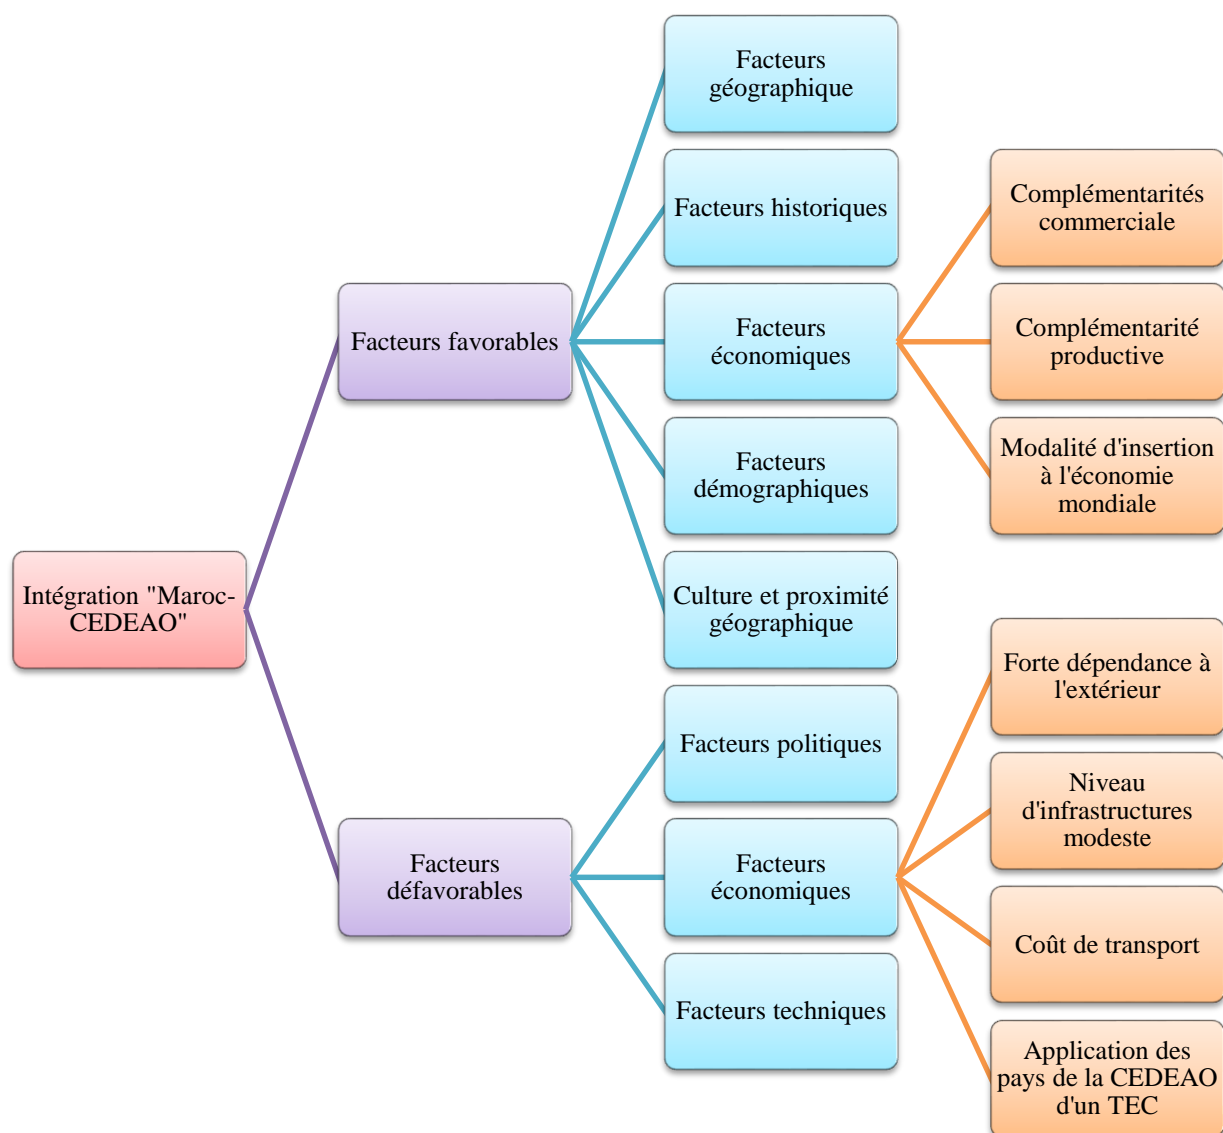 Intégration "Maroc-
CEDEAO"
Facteurs favorables
Facteurs
géographique
Facteurs historiques
Facteurs
économiques
Complémentarités
commerciale
Complémentarité
productive
Modalité d'insertion
à l'économie
mondiale
Facteurs
démographiques
Culture et proximité
géographique
Facteurs
défavorables
Facteurs politiques
Facteurs
économiques
Forte dépendance à
l'extérieur
Niveau
d'infrastructures
modeste
Coût de transport
Application des
pays de la CEDEAO
d'un TEC
Facteurs techniques